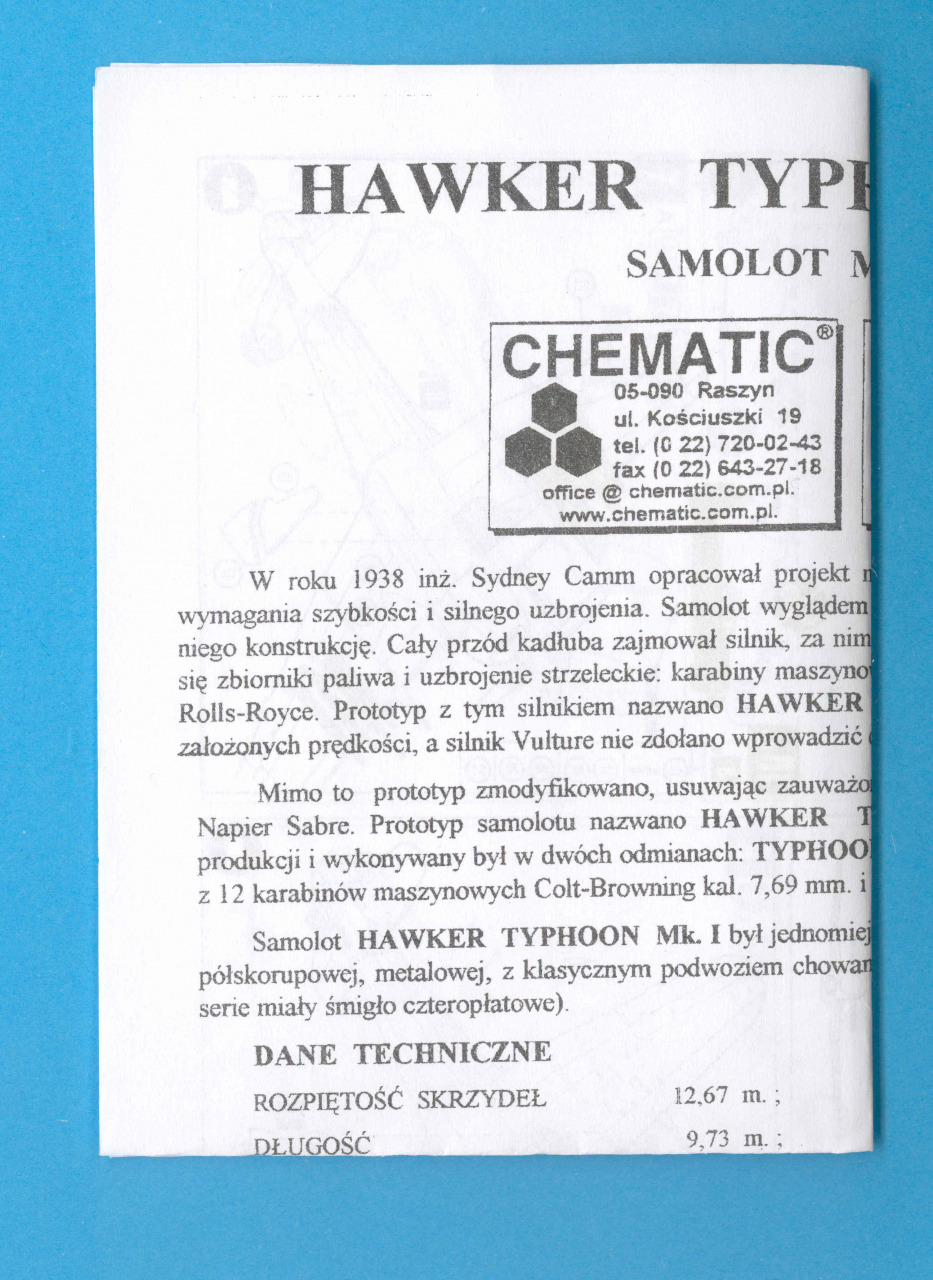 HAWKER TYPH
SAMOLOT M
CHEMATIC®
05-090 Raszyn
ul. Kościuszki 19
tel. (0 22) 720-02-43
fax (0 22) 643-27-18
office @ chematic.com.pl.
www.chematic.com.pl.
W roku 1938 inż. Sydney Camm opracował projekt
wymagania szybkości i silnego uzbrojenia. Samolot wyglądem
niego konstrukcję. Cały przód kadłuba zajmował silnik, za nim
się zbiorniki paliwa i uzbrojenie strzeleckie: karabiny maszyno
Rolls-Royce. Prototyp z tym silnikiem nazwano HAWKER
założonych prędkości, a silnik Vulture nie zdołano wprowadzić
Mimo to prototyp zmodyfikowano, usuwając zauważo
Napier Sabre. Prototyp samolotu nazwano HAWKER T
produkcji i wykonywany był w dwóch odmianach: TYPHOO
z 12 karabinów maszynowych Colt-Browning kal. 7,69 mm. i
Samolot HAWKER TYPHOON Mk. I był jednomiej
półskorupowej, metalowej, z klasycznym podwoziem chowan
serie miały śmigło czteropłatowe).
DANE TECHNICZNE
ROZPIĘTOŚĆ SKRZYDEŁ 12,67 m. ;
DŁUGOŚĆ 9,73 m. ;